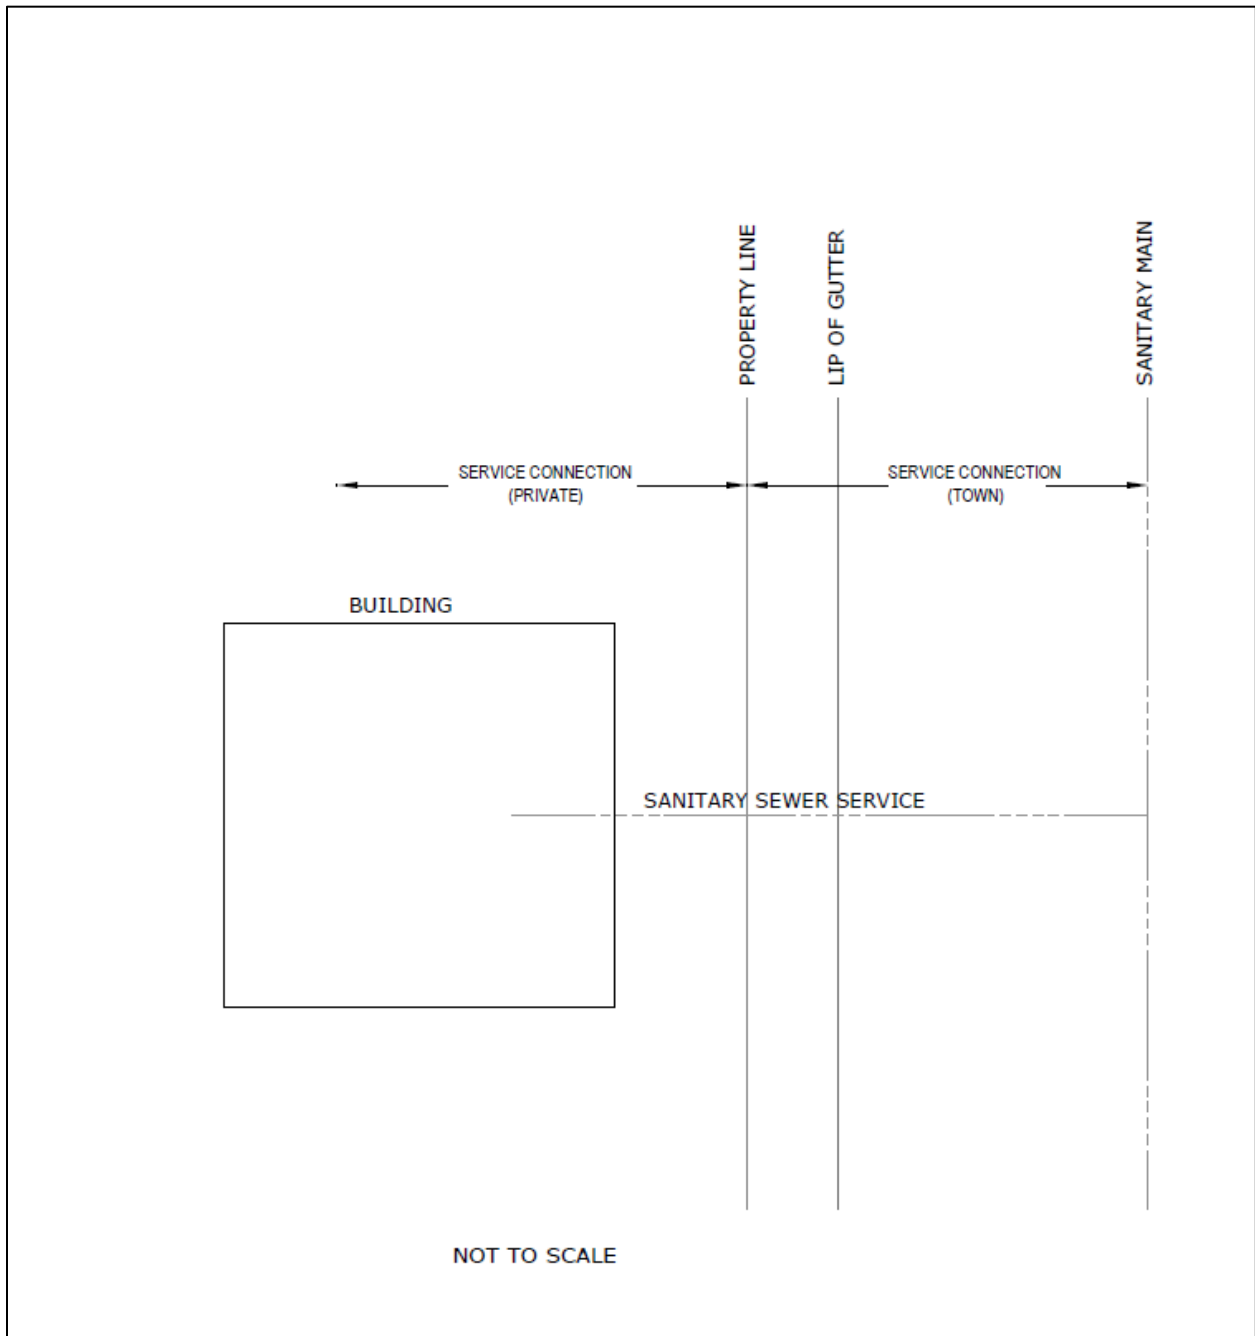 PROPERTY LINE
LIP OF GUTTER
SANITARY MAIN
SERVICE CONNECTION
(PRIVATE)
SERVICE CONNECTION
(TOWN)
BUILDING
SANITARY SEWER SERVICE
NOT TO SCALE